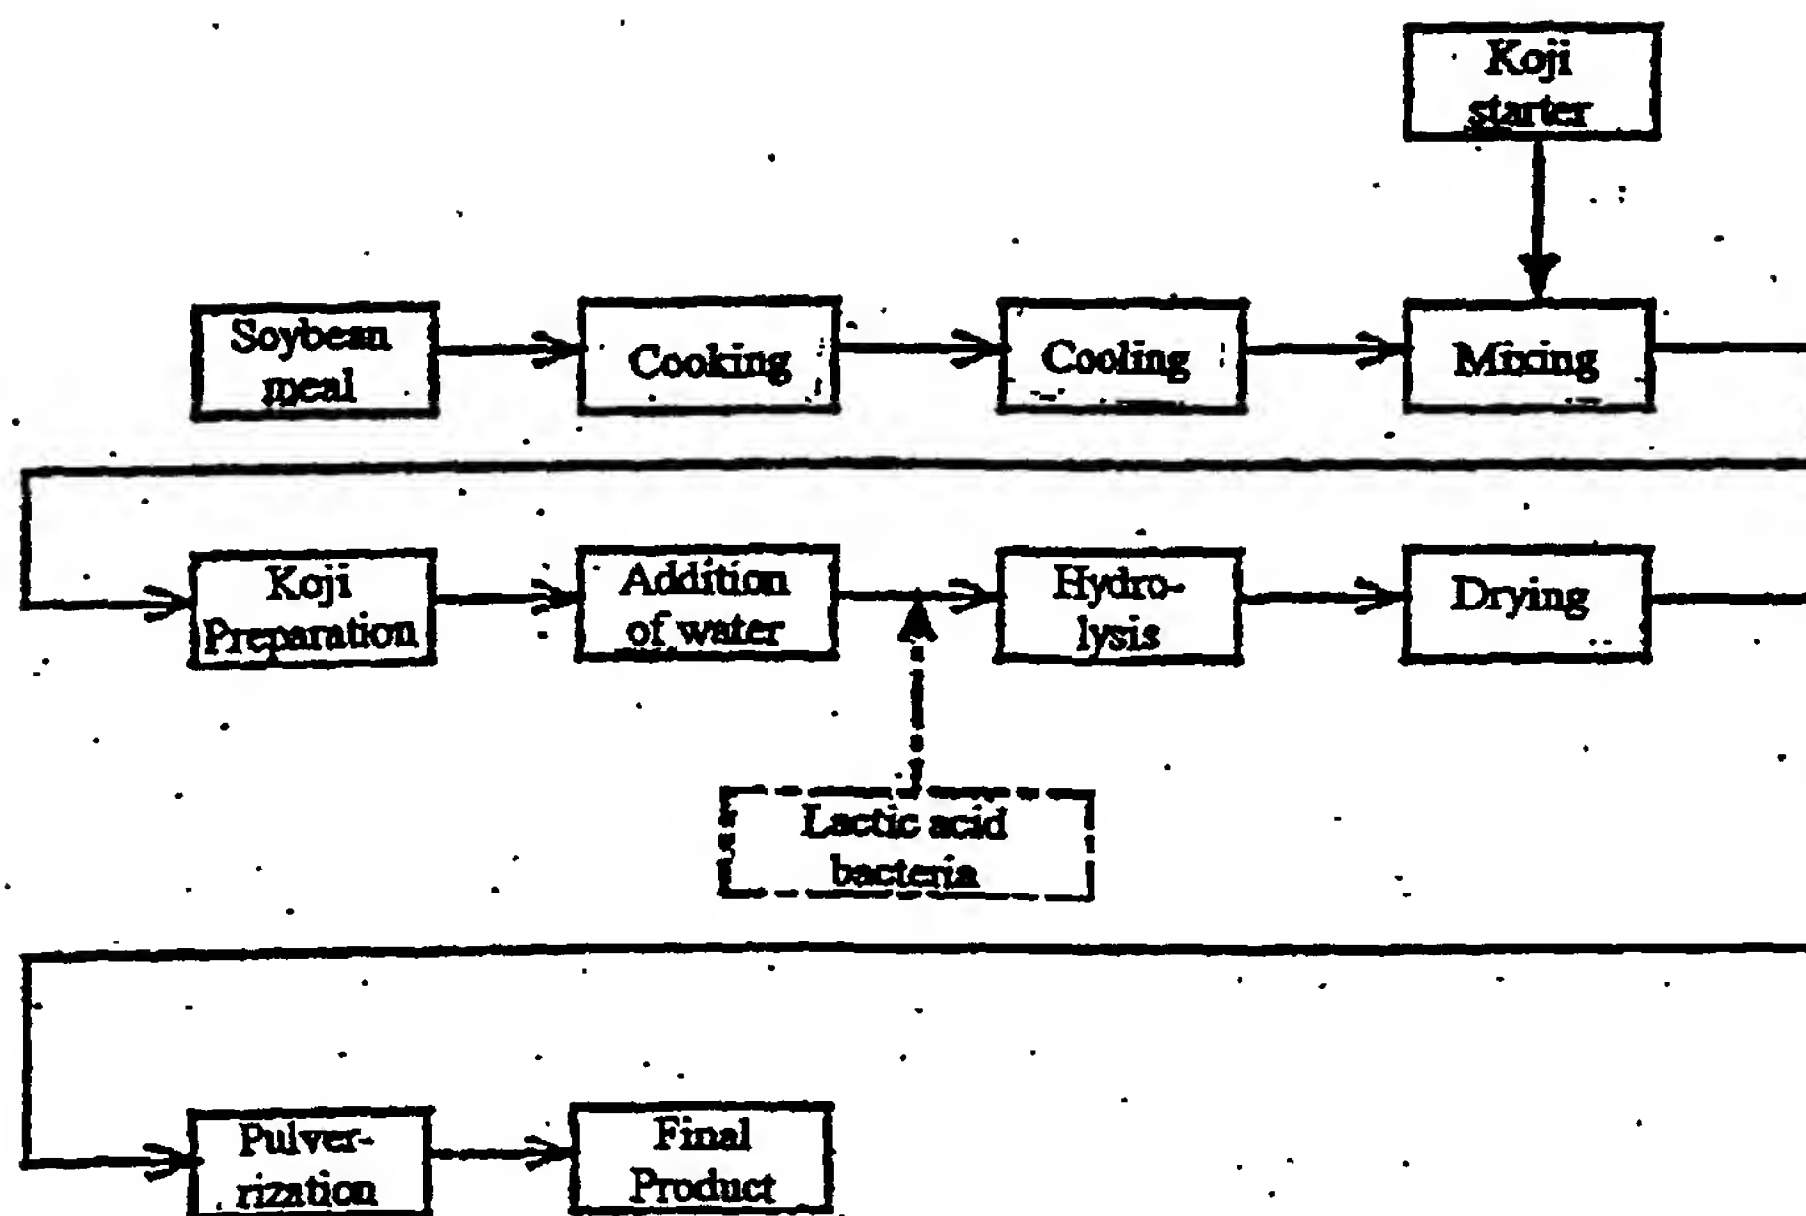 Koji
starter
Soybean
meal
Cooking
Cooling
Mixing
Koji
Preparation
Addition
of water
Hydro-
lysis
Drying
Lactic acid
bacteria
Pulver-
rization
Final
Product